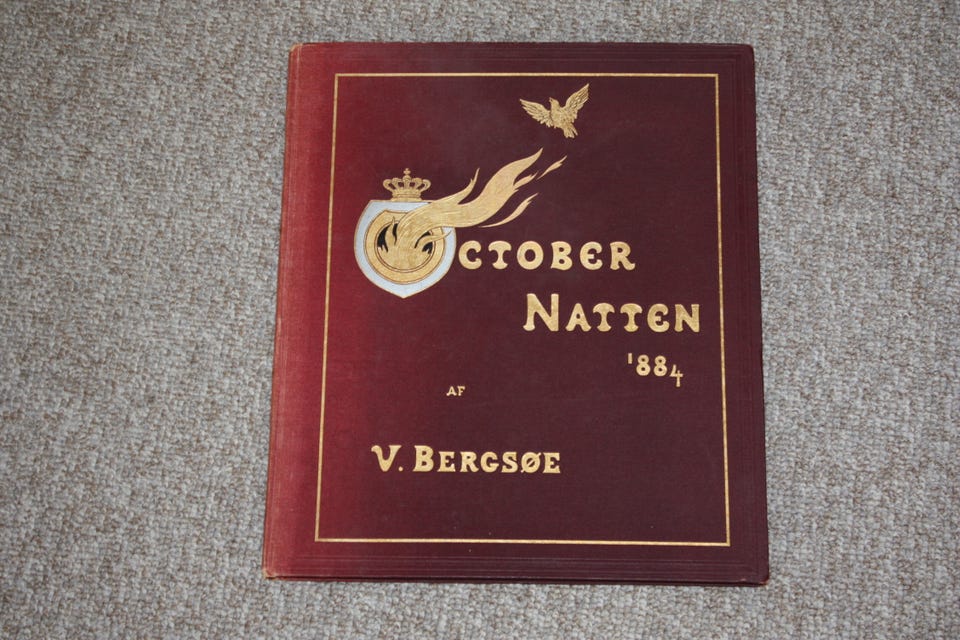 OCTOBER
NATTEN
1884
AF
V. BERGSØE